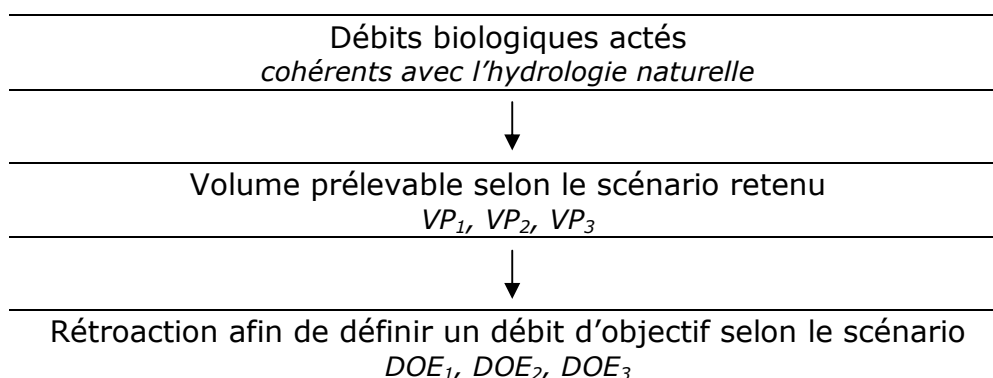 Débits biologiques actés
cohérents avec l'hydrologie naturelle
Volume prélevable selon le scénario retenu
VP1, VP2, VP3
Rétroaction afin de définir un débit d'objectif selon le scénario
DOE1, DOE2, DOE3